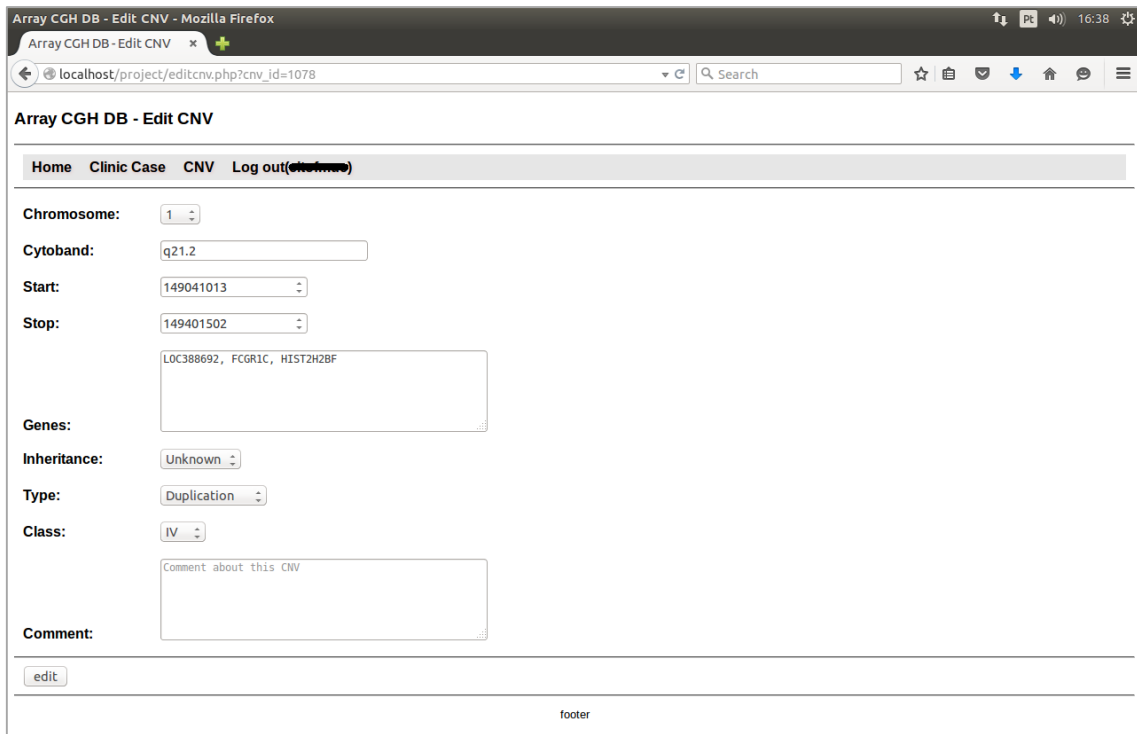 Array CGH DB - Edit CNV - Mozilla Firefox
Pt 16:38
Array CGH DB - Edit CNV ×
localhost/project/editcnv.php?cnv_id=1078 Search
Array CGH DB - Edit CNV
Home Clinic Case CNV Log out( )
Chromosome: 1
Cytoband: q21.2
Start: 149041013
Stop: 149401502
LOC388692, FCGR1C, HIST2H2BF
Genes:
Inheritance: Unknown
Type: Duplication
Class: IV
Comment about this CNV
Comment:
edit
footer